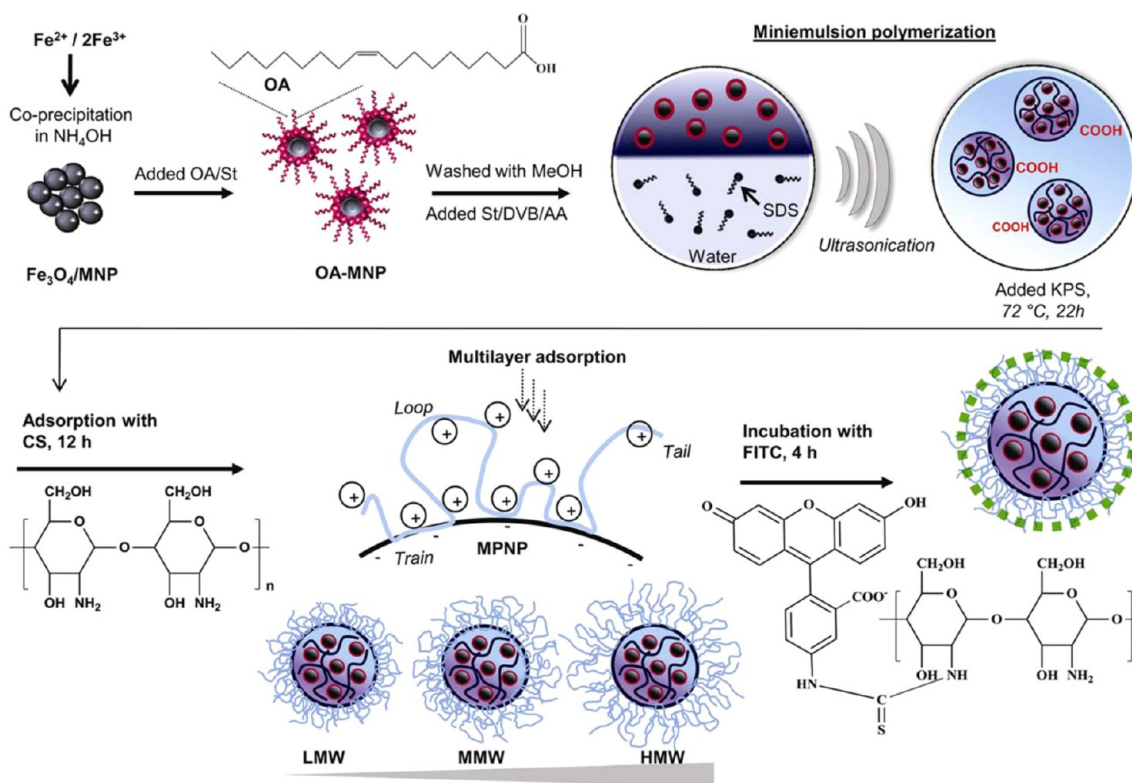 Fe²⁺ / 2Fe³⁺
Co-precipitation
in NH₄OH
Fe₃O₄/MNP
Added OA/St
O
OH
OA
OA-MNP
Washed with MeOH
Added St/DVB/AA
Miniemulsion polymerization
SDS
Water
Ultrasonication
COOH
COOH
COOH
Added KPS,
72 °C, 22h
Adsorption with
CS, 12 h
CH₂OH
CH₂OH
O
O
O
O
n
OH
NH₂
OH
NH₂
Multilayer adsorption
Loop
Tail
Train
MPNP
+
+
+
+
+
+
+
+
-
-
-
-
-
LMW
MMW
HMW
Incubation with
FITC, 4 h
O
O
OH
COO⁻
HN
C
S
CH₂OH
CH₂OH
O
O
O
O
OH
NH
OH
NH₂